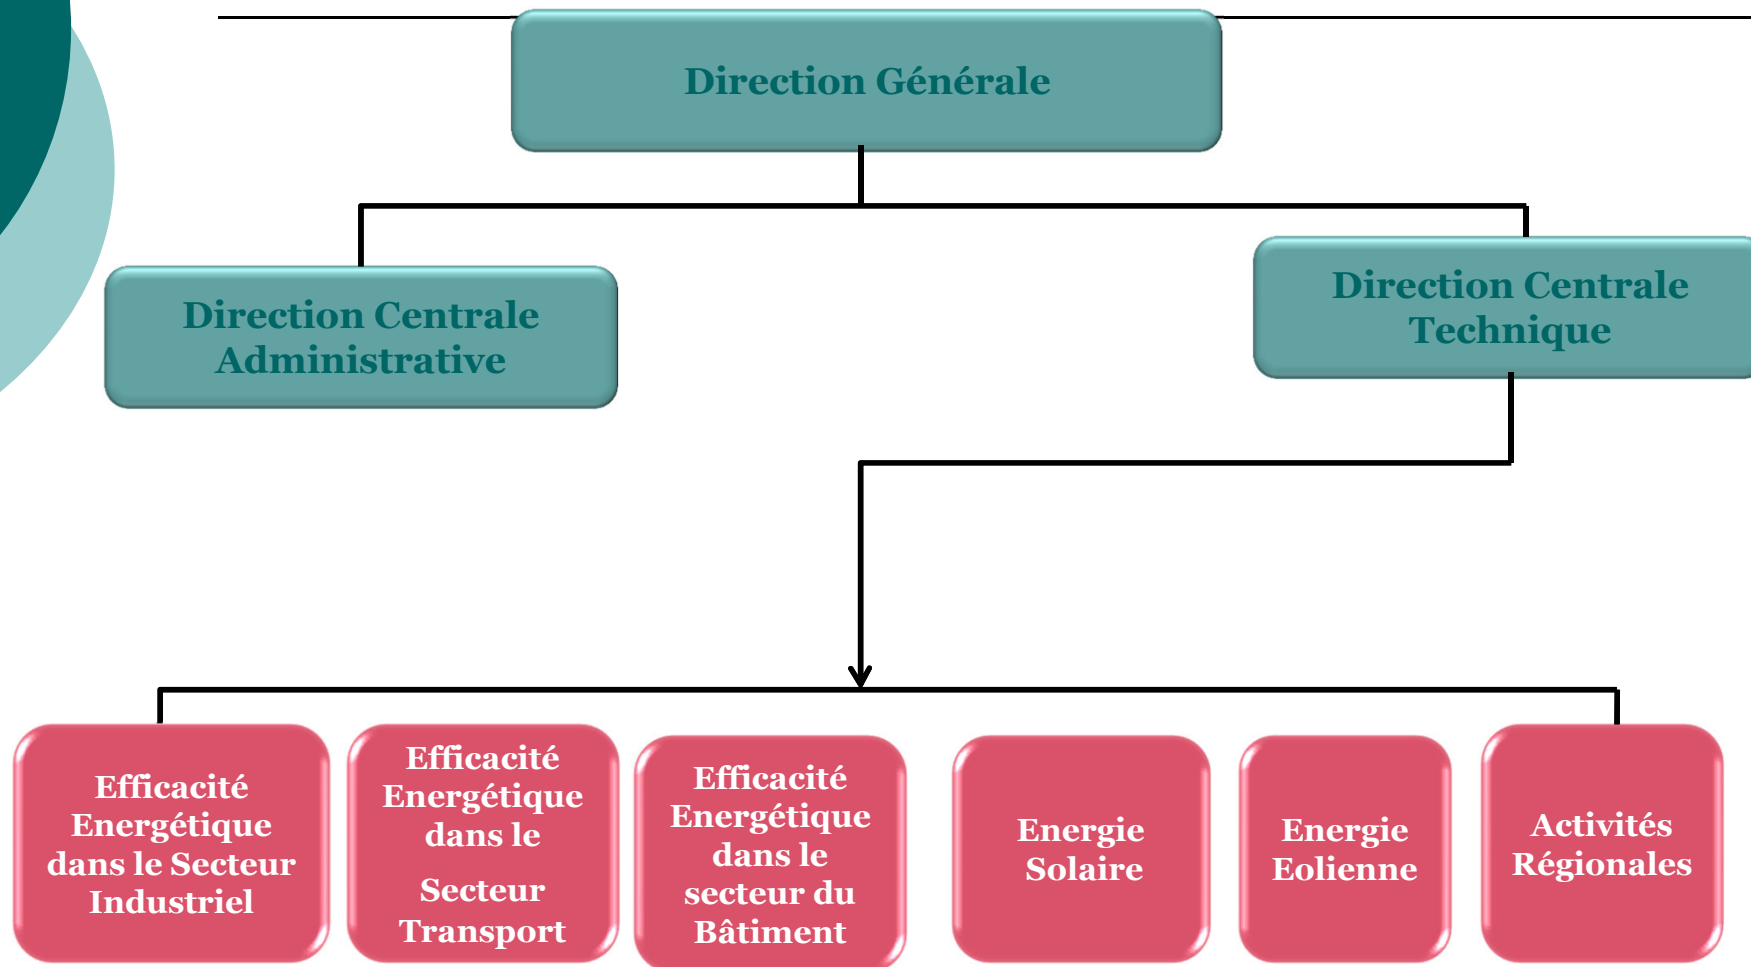 Direction Générale
Direction Centrale
Administrative
Direction Centrale
Technique
Efficacité
Energétique
dans le Secteur
Industriel
Efficacité
Energétique
dans le
Secteur
Transport
Efficacité
Energétique
dans le
secteur du
Bâtiment
Energie
Solaire
Energie
Eolienne
Activités
Régionales